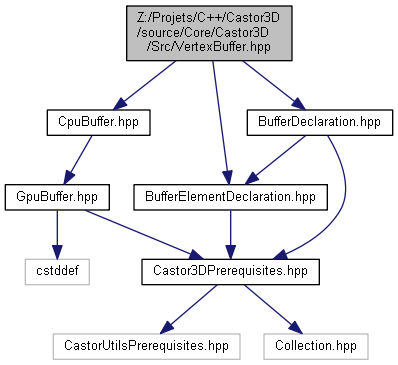 Z:/Projets/C++/Castor3D
/source/Core/Castor3D
/Src/VertexBuffer.hpp
CpuBuffer.hpp
BufferDeclaration.hpp
GpuBuffer.hpp
BufferElementDeclaration.hpp
cstddef
Castor3DPrerequisites.hpp
CastorUtilsPrerequisites.hpp
Collection.hpp